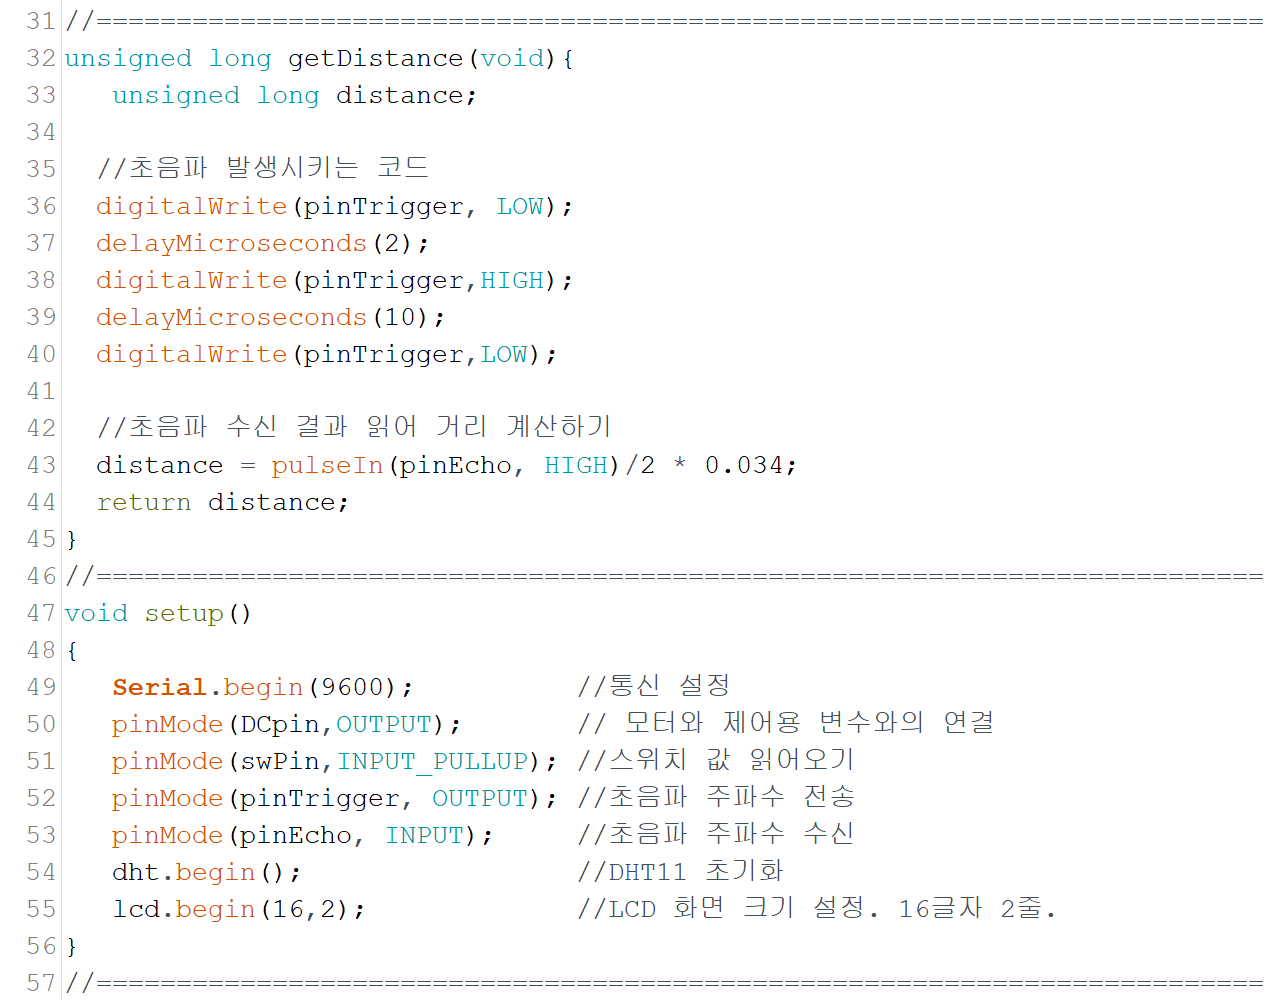 31 //=========================================================================
32 unsigned long getDistance(void){
33    unsigned long distance;
34
35   //초음파 발생시키는 코드
36   digitalWrite(pinTrigger, LOW);
37   delayMicroseconds(2);
38   digitalWrite(pinTrigger,HIGH);
39   delayMicroseconds(10);
40   digitalWrite(pinTrigger,LOW);
41
42   //초음파 수신 결과 읽어 거리 계산하기
43   distance = pulseIn(pinEcho, HIGH)/2 * 0.034;
44   return distance;
45 }
46 //=========================================================================
47 void setup()
48 {
49    Serial.begin(9600);          //통신 설정
50    pinMode(DCpin,OUTPUT);       // 모터와 제어용 변수와의 연결
51    pinMode(swPin,INPUT_PULLUP); //스위치 값 읽어오기
52    pinMode(pinTrigger, OUTPUT); //초음파 주파수 전송
53    pinMode(pinEcho, INPUT);     //초음파 주파수 수신
54    dht.begin();                 //DHT11 초기화
55    lcd.begin(16,2);             //LCD 화면 크기 설정. 16글자 2줄.
56 }
57 //=========================================================================